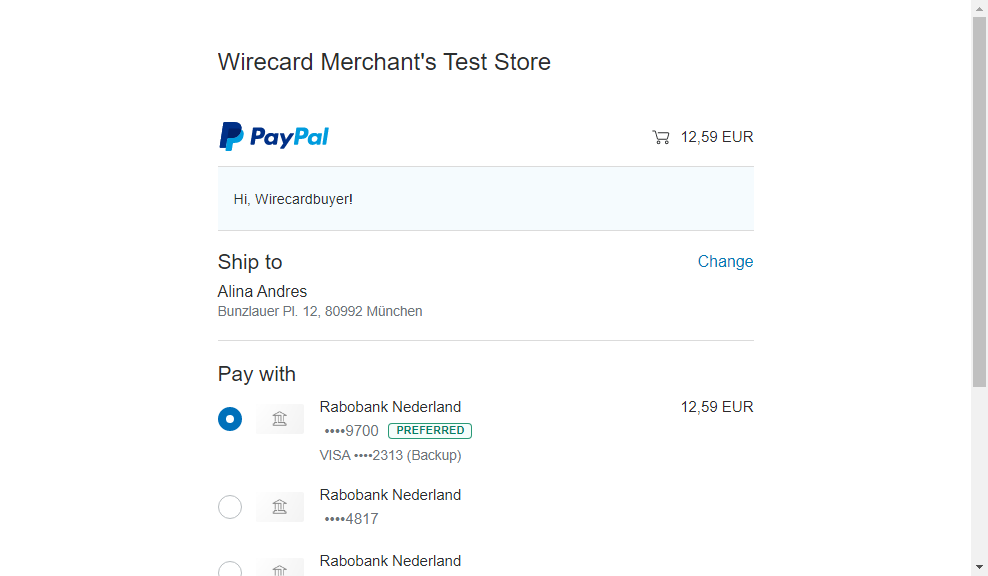 Wirecard Merchant's Test Store
PayPal 12,59 EUR
Hi, Wirecardbuyer!
Ship to Change
Alina Andres
Bunzlauer Pl. 12, 80992 München
Pay with
Rabobank Nederland 12,59 EUR
••••9700 PREFERRED
VISA ••••2313 (Backup)
Rabobank Nederland
••••4817
Rabobank Nederland